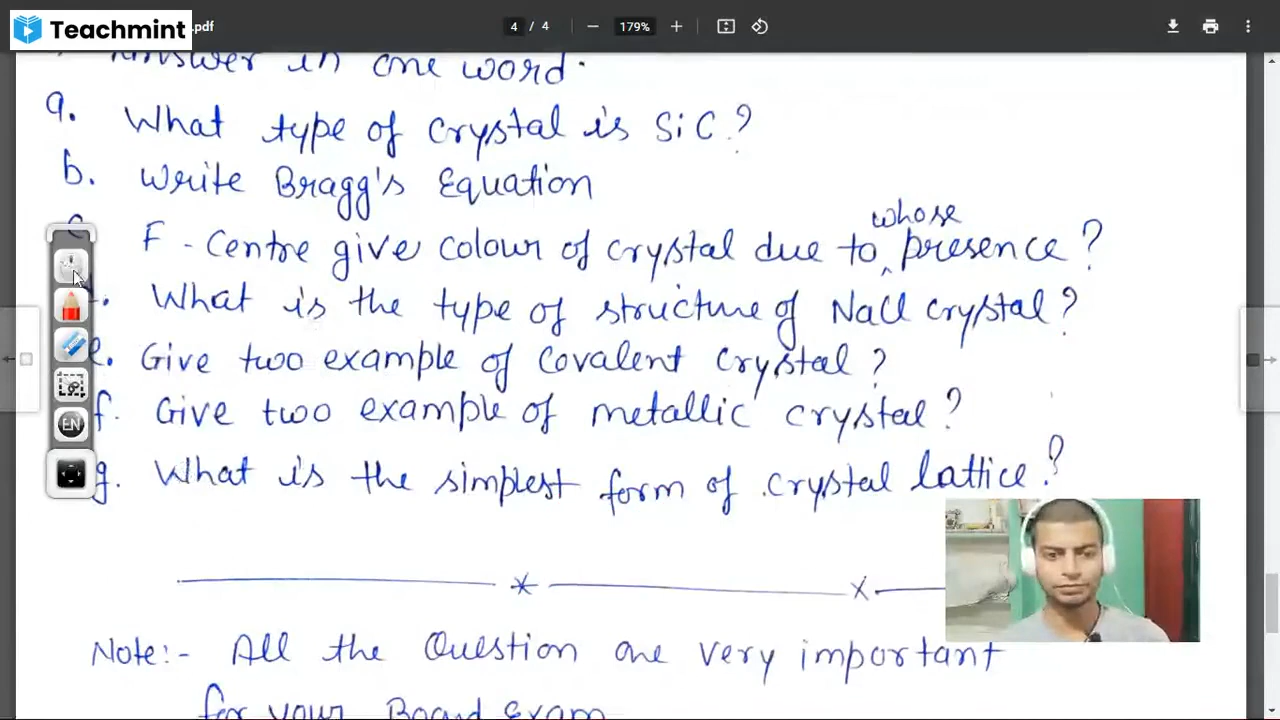 Teachmint
.pdf
4 / 4
179%
Answer in one word.
a. What type of crystal is SiC?
b. Write Bragg's Equation
whose
F - Centre give colour of crystal due to, presence?
What is the type of structure of NaCl crystal?
e. Give two example of Covalent crystal?
f. Give two example of metallic crystal?
g. What is the simplest form of crystal lattice?
Note:- All the Question are very important
for your Board Exam
EN